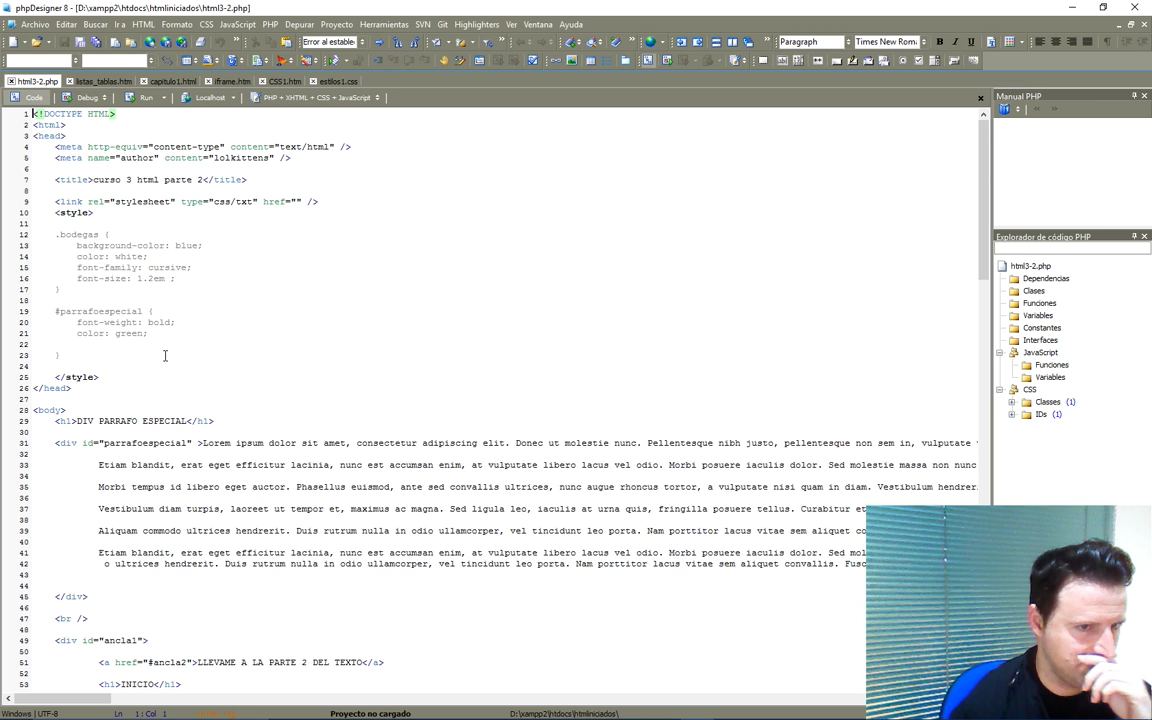 phpDesigner 8 - [D:\xampp2\htdocs\htmliniciados\html3-2.php]
Archivo Editar Buscar Ir a HTML Formato CSS JavaScript PHP Depurar Proyecto Herramientas SVN Git Highlighters Ver Ventana Ayuda
Error al estable Paragraph Times New Rom B I U
html3-2.php listas_tablas.htm capitulo1.html iframe.htm CSS1.htm estilos1.css
Code Debug Run Localhost PHP + XHTML + CSS + JavaScript
1 <!DOCTYPE HTML>
2 <html>
3 <head>
4 <meta http-equiv="content-type" content="text/html" />
5 <meta name="author" content="lolkittens" />
6
7 <title>curso 3 html parte 2</title>
8
9 <link rel="stylesheet" type="css/txt" href="" />
10 <style>
11
12 .bodegas {
13 background-color: blue;
14 color: white;
15 font-family: cursive;
16 font-size: 1.2em ;
17 }
18
19 #parrafoespecial {
20 font-weight: bold;
21 color: green;
22
23 }
24
25 </style>
26 </head>
27
28 <body>
29 <h1>DIV PARRAFO ESPECIAL</h1>
30
31 <div id="parrafoespecial" >Lorem ipsum dolor sit amet, consectetur adipiscing elit. Donec ut molestie nunc. Pellentesque nibh justo, pellentesque non sem in, vulputate v
32
33 Etiam blandit, erat eget efficitur lacinia, nunc est accumsan enim, at vulputate libero lacus vel odio. Morbi posuere iaculis dolor. Sed molestie massa non nunc
34
35 Morbi tempus id libero eget auctor. Phasellus euismod, ante sed convallis ultrices, nunc augue rhoncus tortor, a vulputate nisi quam in diam. Vestibulum hendrer
36
37 Vestibulum diam turpis, laoreet ut tempor et, maximus ac magna. Sed ligula leo, iaculis at urna quis, fringilla posuere tellus. Curabitur et
38
39 Aliquam commodo ultrices hendrerit. Duis rutrum nulla in odio ullamcorper, vel tincidunt leo porta. Nam porttitor lacus vitae sem aliquet co
40
41 Etiam blandit, erat eget efficitur lacinia, nunc est accumsan enim, at vulputate libero lacus vel odio. Morbi posuere iaculis dolor. Sed mol
42 o ultrices hendrerit. Duis rutrum nulla in odio ullamcorper, vel tincidunt leo porta. Nam porttitor lacus vitae sem aliquet convallis. Fusc
43
44
45 </div>
46
47 <br />
48
49 <div id="ancla1">
50
51 <a href="#ancla2">LLEVAME A LA PARTE 2 DEL TEXTO</a>
52
53 <h1>INICIO</h1>
Manual PHP
Explorador de código PHP
html3-2.php
Dependencias
Clases
Funciones
Variables
Constantes
Interfaces
JavaScript
Funciones
Variables
CSS
Classes (1)
IDs (1)
Windows | UTF-8 Ln 1 : Col 1 Proyecto no cargado D:\xampp2\htdocs\htmliniciados\